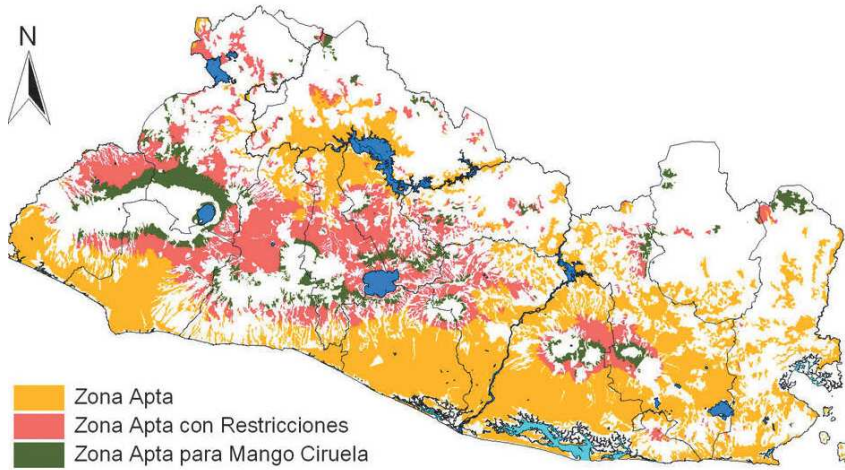 N
Zona Apta
Zona Apta con Restricciones
Zona Apta para Mango Ciruela